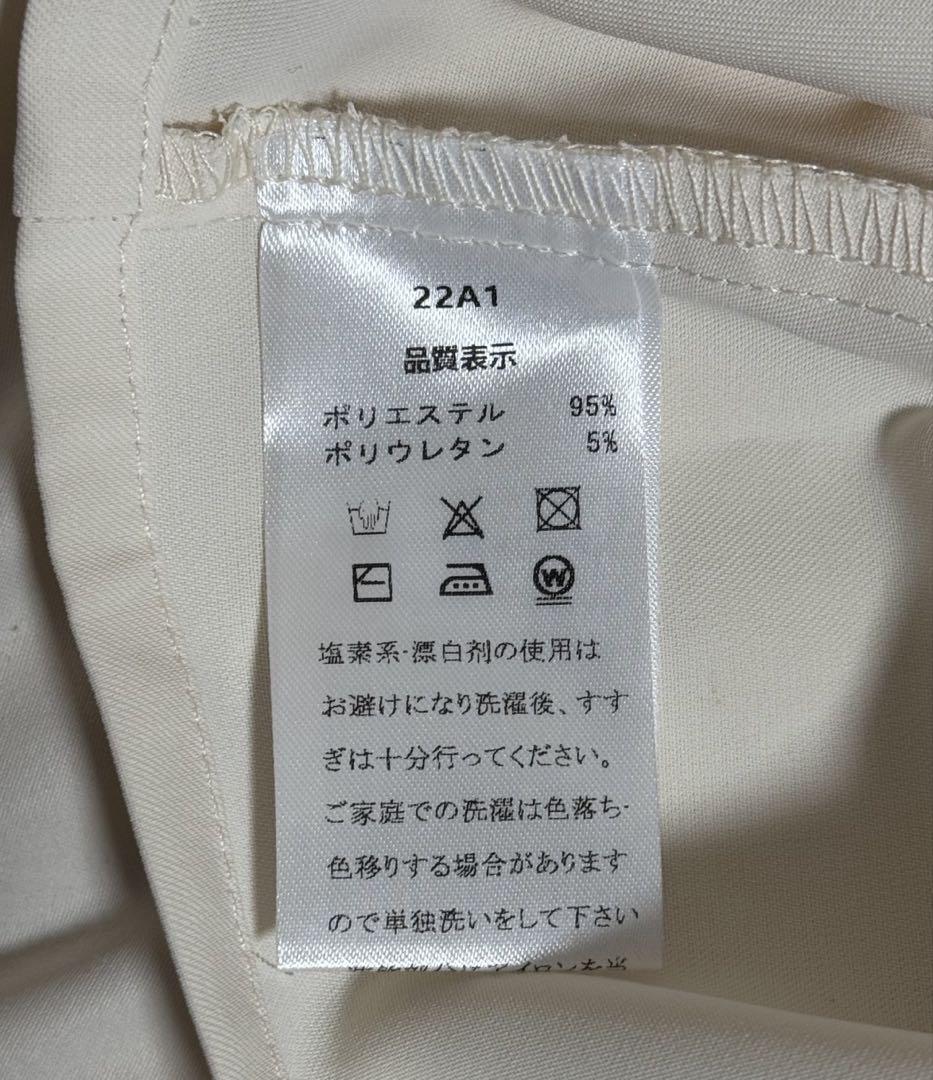 22A1
品質表示
ポリエステル 95%
ポリウレタン 5%
W
塩素系·漂白剤の使用は
お避けになり洗濯後、すす
ぎは十分行ってください。
ご家庭での洗濯は色落ち·
色移りする場合があります
ので単独洗いをして下さい